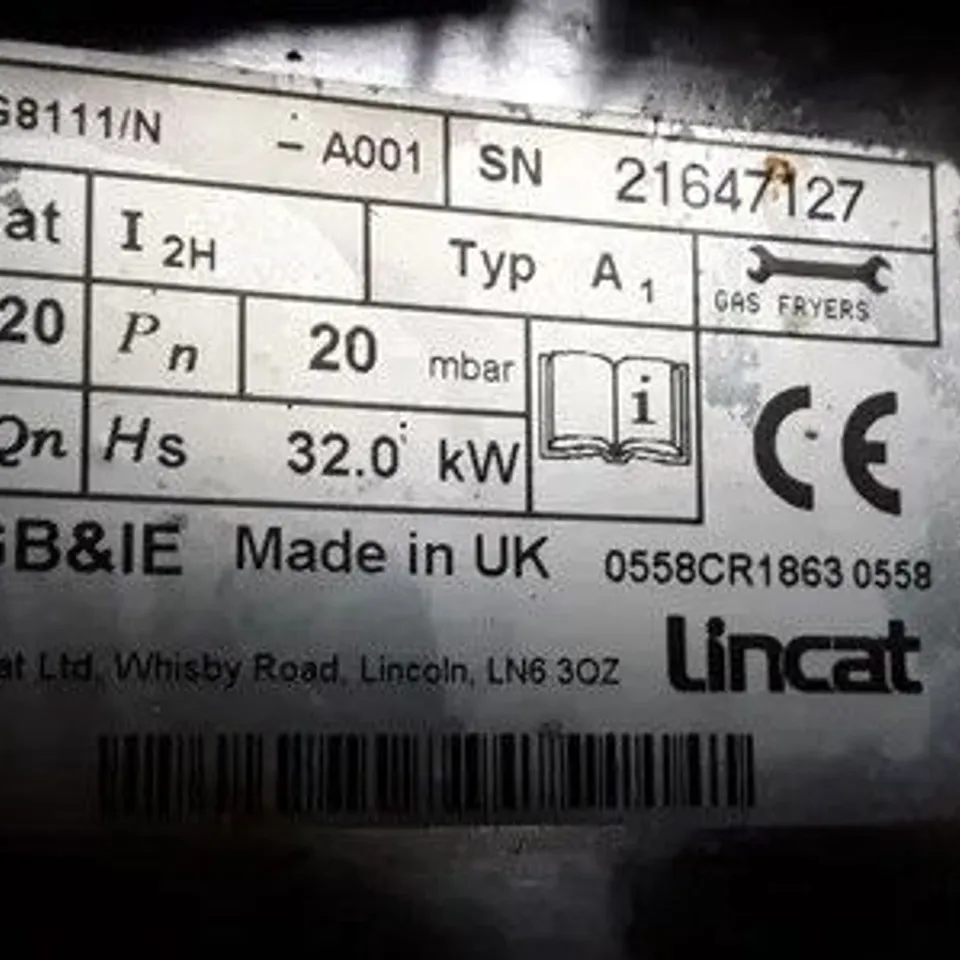 G8111/N - A001 SN 21647127
at I 2H Typ A 1
GAS FRYERS
20 Pn 20 mbar i
Qn Hs 32.0 kW CE
GB&IE Made in UK 0558CR1863 0558
at Ltd, Whisby Road, Lincoln, LN6 3QZ Lincat